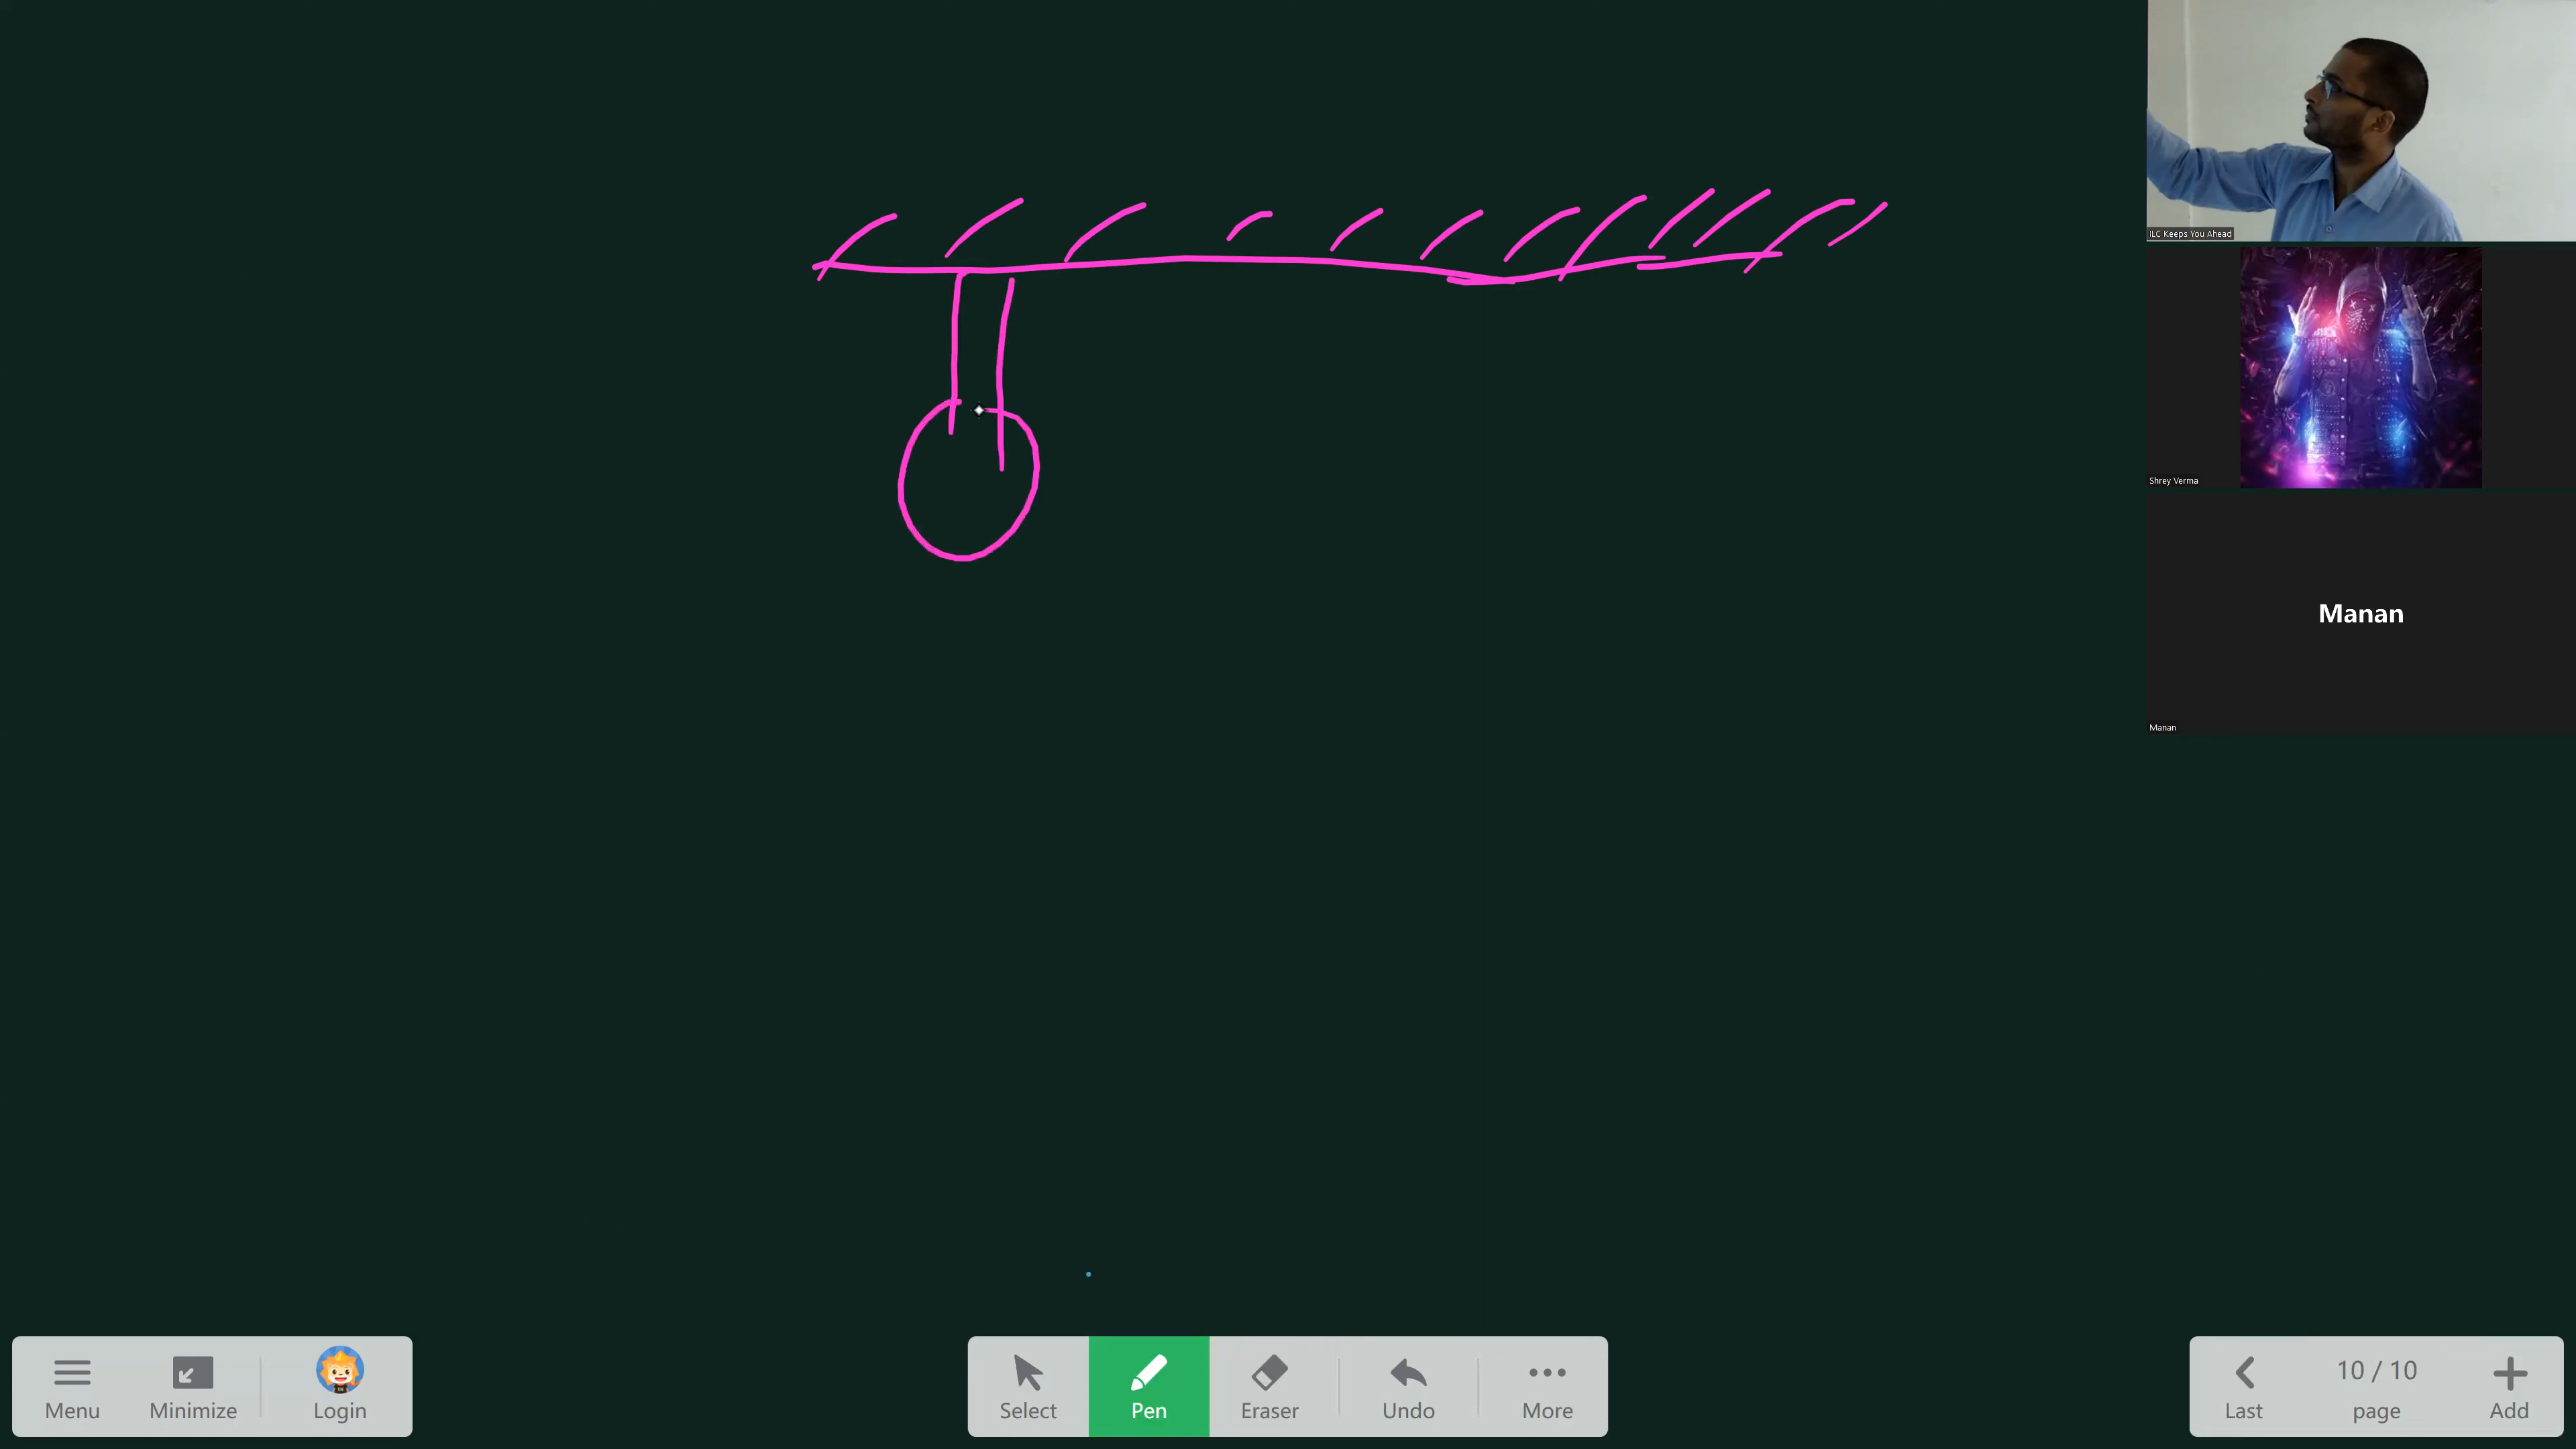 ILC Keeps You Ahead
Shrey Verma
Manan
Manan
Menu
Minimize
Login
Select
Pen
Eraser
Undo
More
Last
10 / 10
page
Add